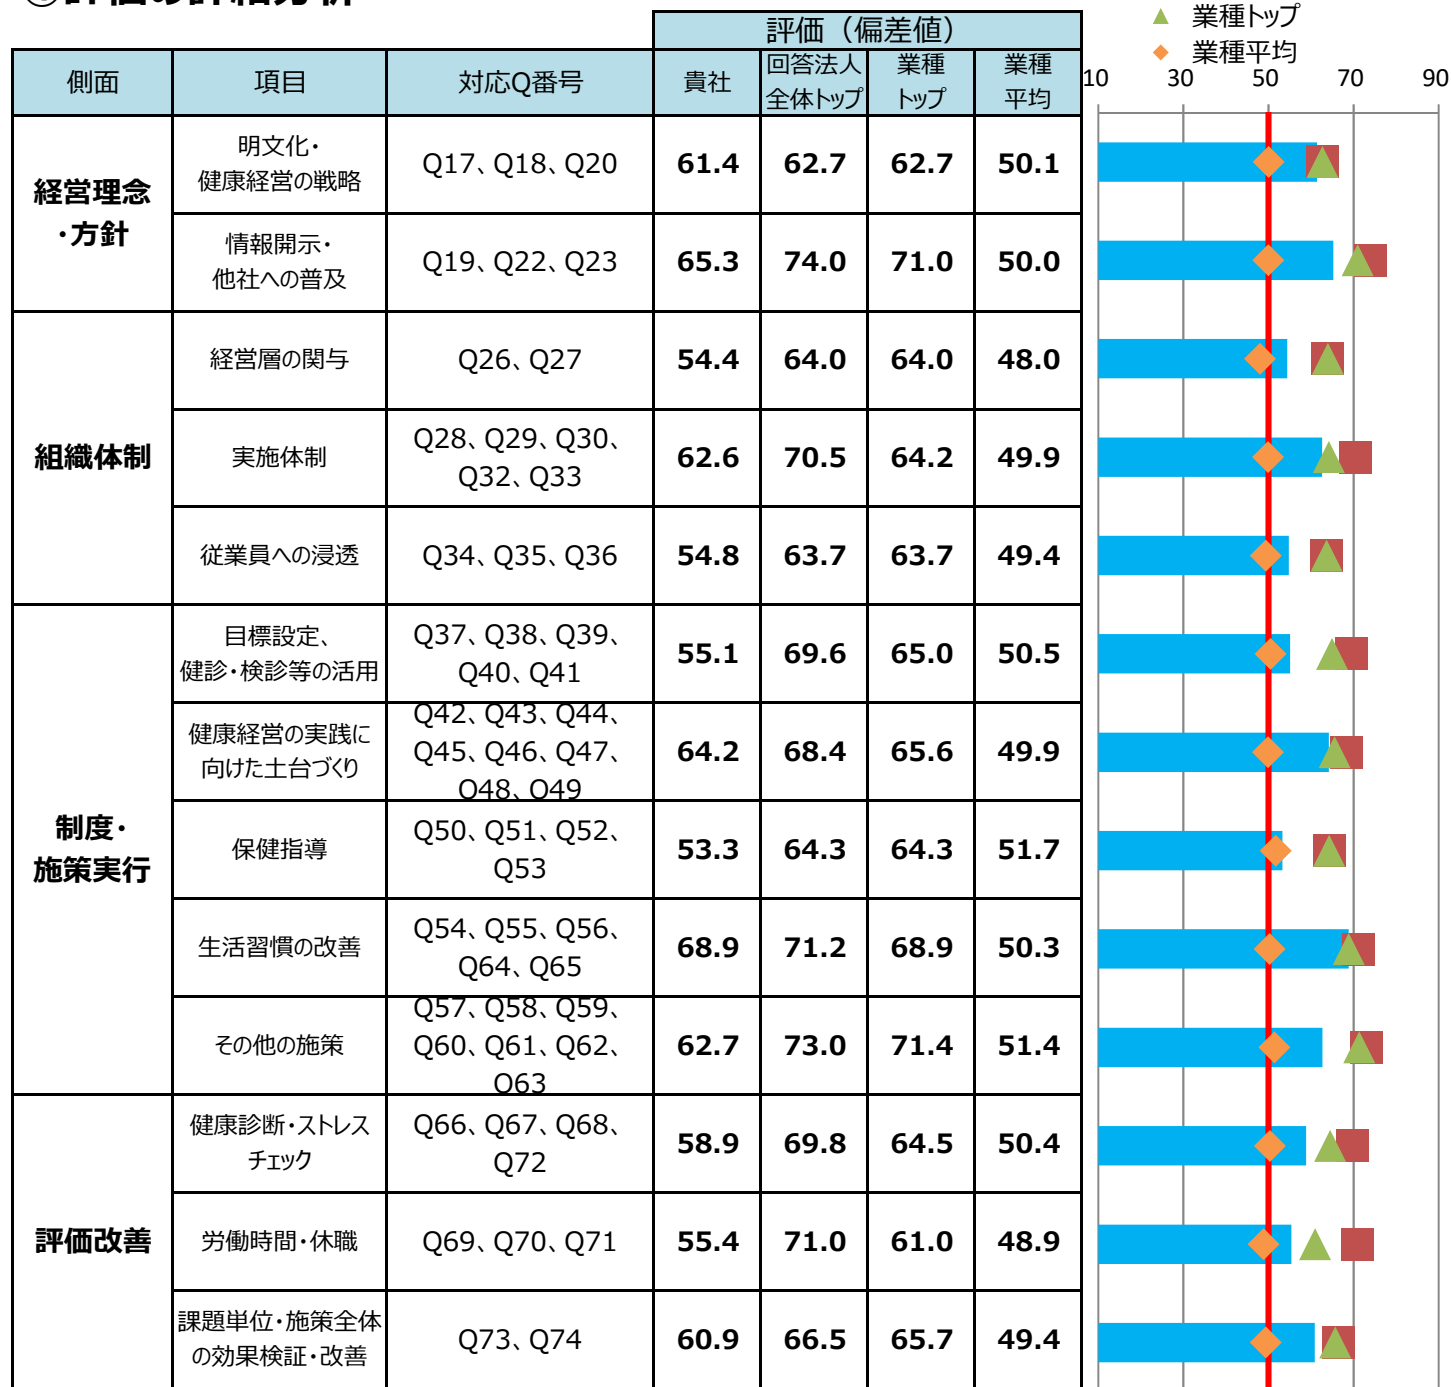 評価（偏差値）
業種トップ
業種平均
側面 項目 対応Q番号 貴社 回答法人 全体トップ 業種 トップ 業種 平均
10 30 50 70 90
経営理念
・方針
明文化・
健康経営の戦略
Q17、Q18、Q20
61.4 62.7 62.7 50.1
情報開示・
他社への普及
Q19、Q22、Q23
65.3 74.0 71.0 50.0
組織体制
経営層の関与
Q26、Q27
54.4 64.0 64.0 48.0
実施体制
Q28、Q29、Q30、
Q32、Q33
62.6 70.5 64.2 49.9
従業員への浸透
Q34、Q35、Q36
54.8 63.7 63.7 49.4
制度・
施策実行
目標設定、
健診・検診等の活用
Q37、Q38、Q39、
Q40、Q41
55.1 69.6 65.0 50.5
健康経営の実践に
向けた土台づくり
Q42、Q43、Q44、
Q45、Q46、Q47、
Q48、Q49
64.2 68.4 65.6 49.9
保健指導
Q50、Q51、Q52、
Q53
53.3 64.3 64.3 51.7
生活習慣の改善
Q54、Q55、Q56、
Q64、Q65
68.9 71.2 68.9 50.3
その他の施策
Q57、Q58、Q59、
Q60、Q61、Q62、
Q63
62.7 73.0 71.4 51.4
評価改善
健康診断・ストレス
チェック
Q66、Q67、Q68、
Q72
58.9 69.8 64.5 50.4
労働時間・休職
Q69、Q70、Q71
55.4 71.0 61.0 48.9
課題単位・施策全体
の効果検証・改善
Q73、Q74
60.9 66.5 65.7 49.4